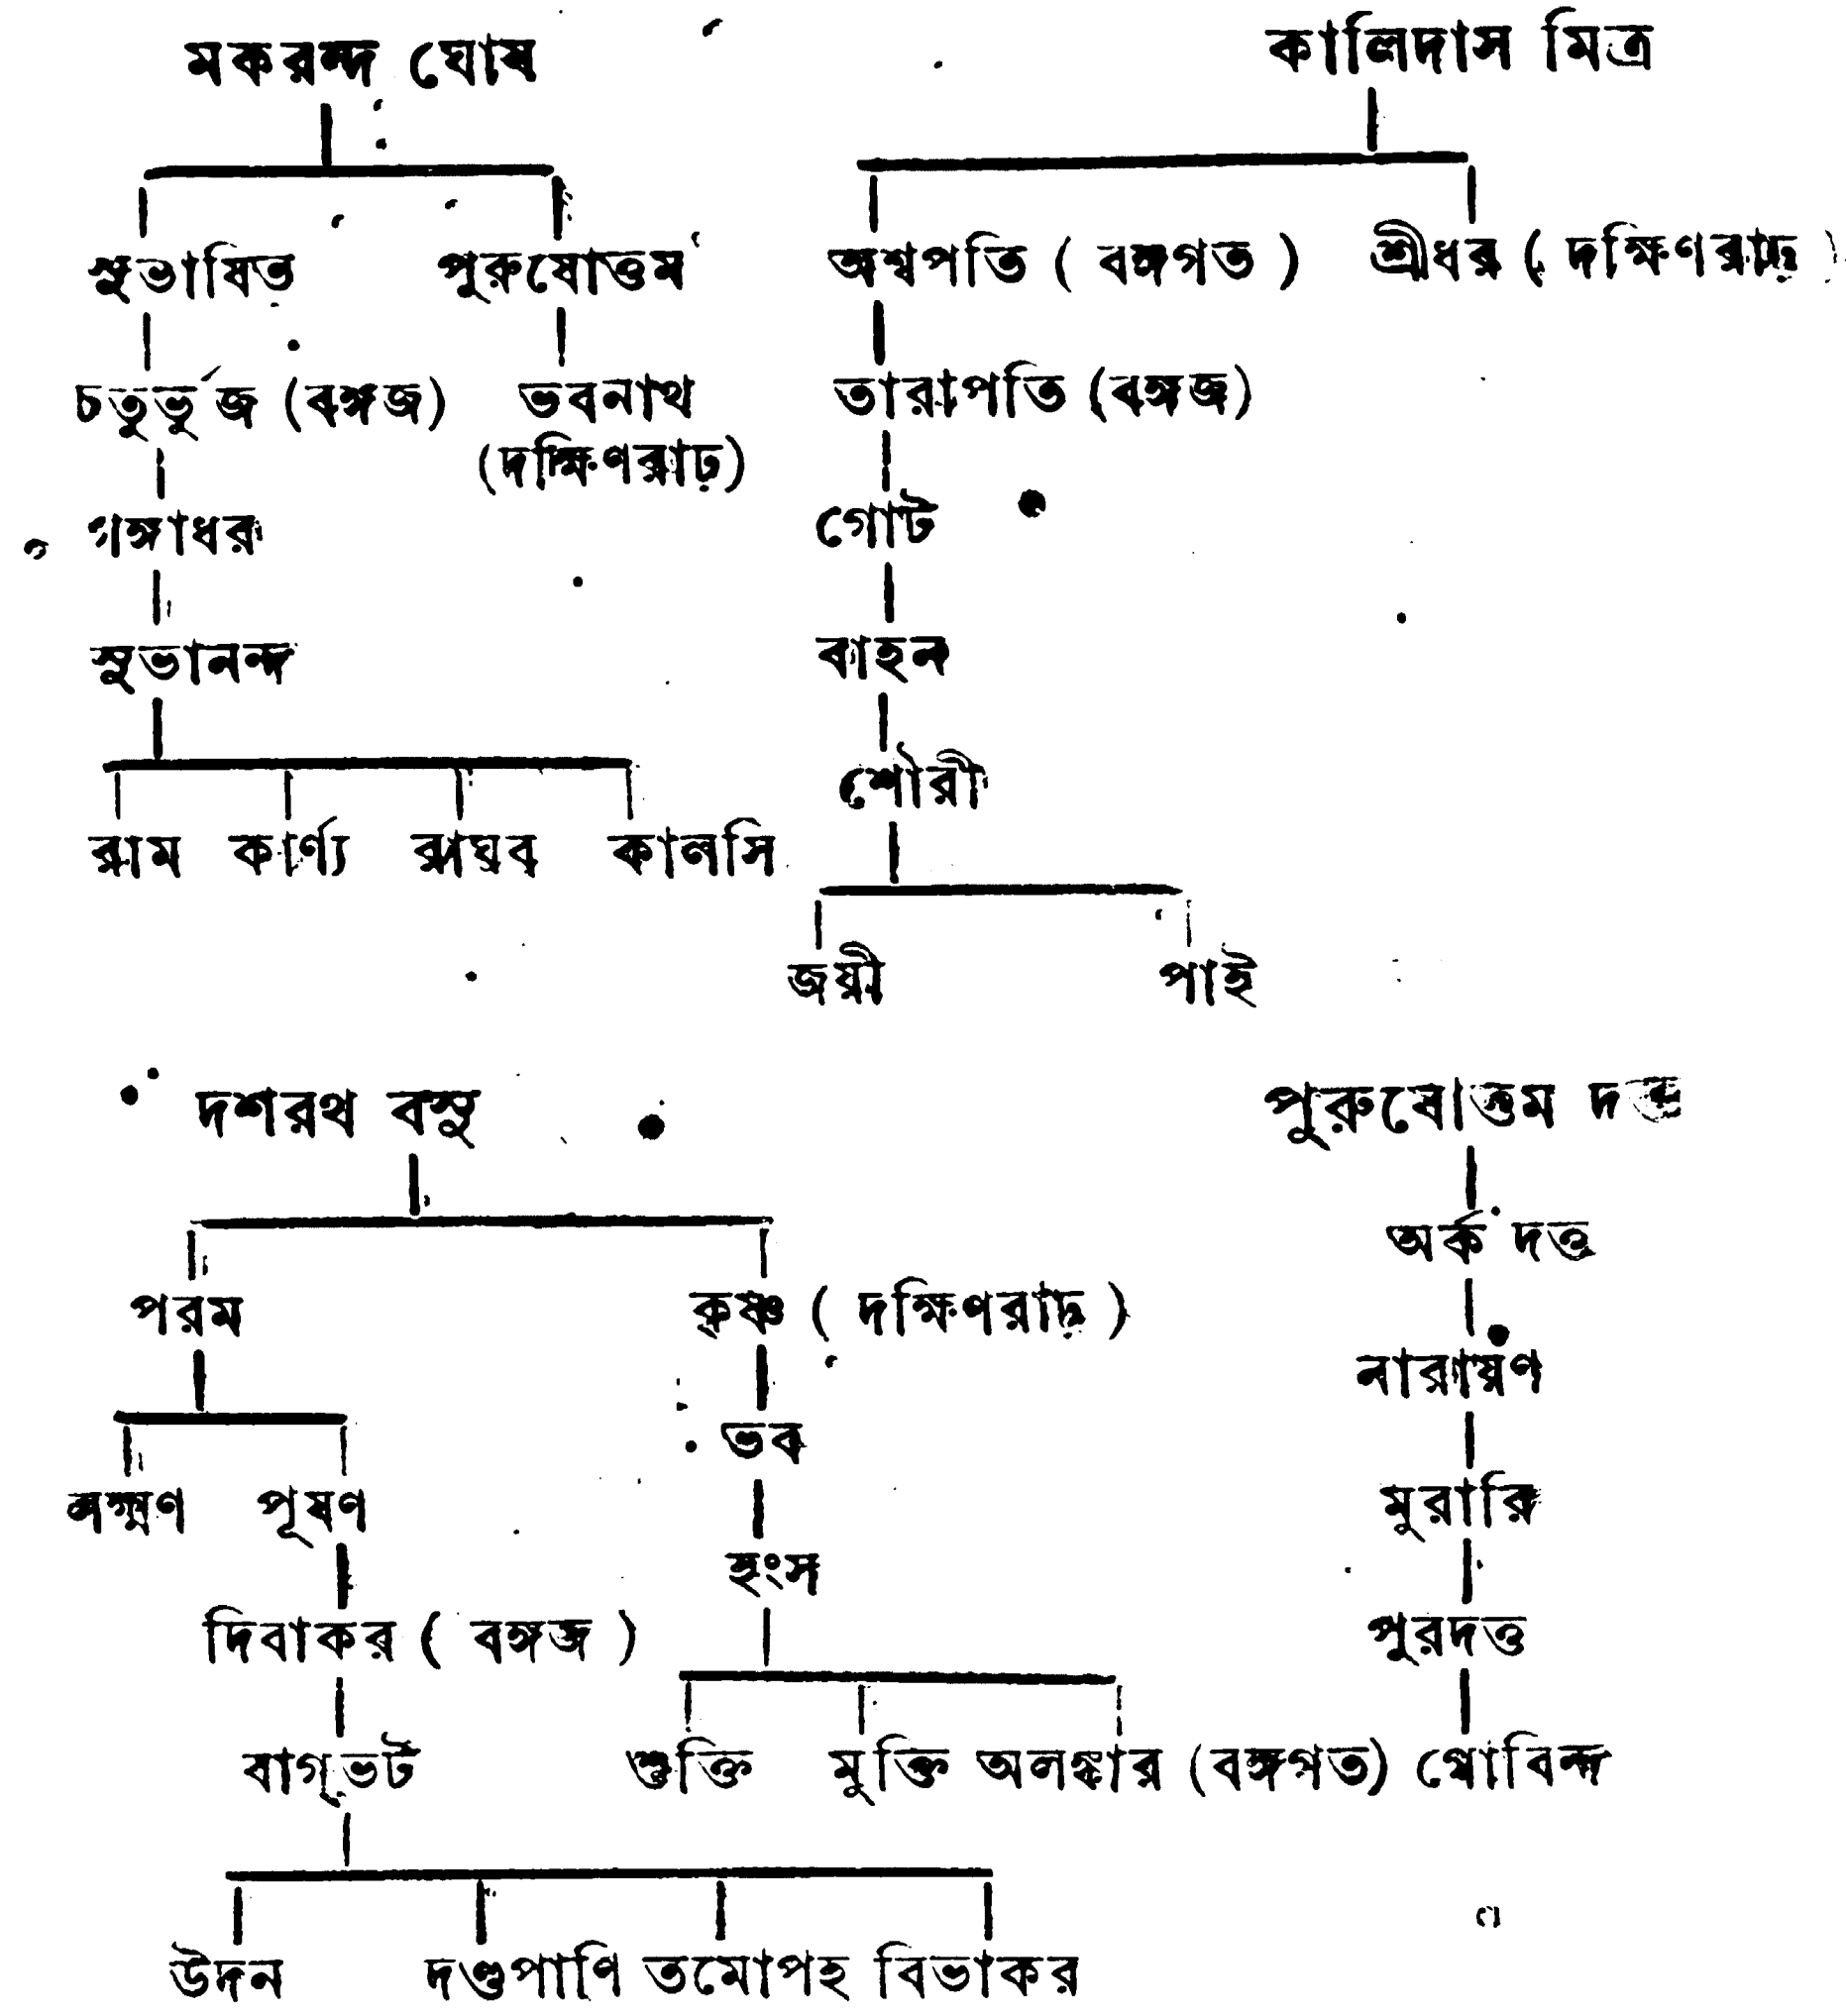 মকরন্দ ঘোষ
কালিদাস মিত্র
সুভাষিত পুরুষোত্তম
অশ্বপতি ( বঙ্গগত ) শ্রীধর ( দক্ষিণরাঢ় )
চতুর্ভুজ (বঙ্গজ) ভবনাথ
(দক্ষিণরাঢ়)
তারাপতি (বঙ্গজ)
গঙ্গাধর
গোট
সুভানন্দ
বাহন
শৌরী
রাম কার্ণ্য রাঘব কালসি
জয়ী পাই
দশরথ বসু
পুরুষোত্তম দত্ত
অর্ক দত্ত
পরম কৃষ্ণ ( দক্ষিণরাঢ় )
নারায়ণ
ভব
লক্ষ্মণ পূষণ
মুরারি
হংস
দিবাকর ( বঙ্গজ )
পুরদত্ত
বাগ্‌ভট শুক্তি মুক্তি অলঙ্কার (বঙ্গগত) গোবিন্দ
উদন দণ্ডপাণি তমোপহ বিভাকর